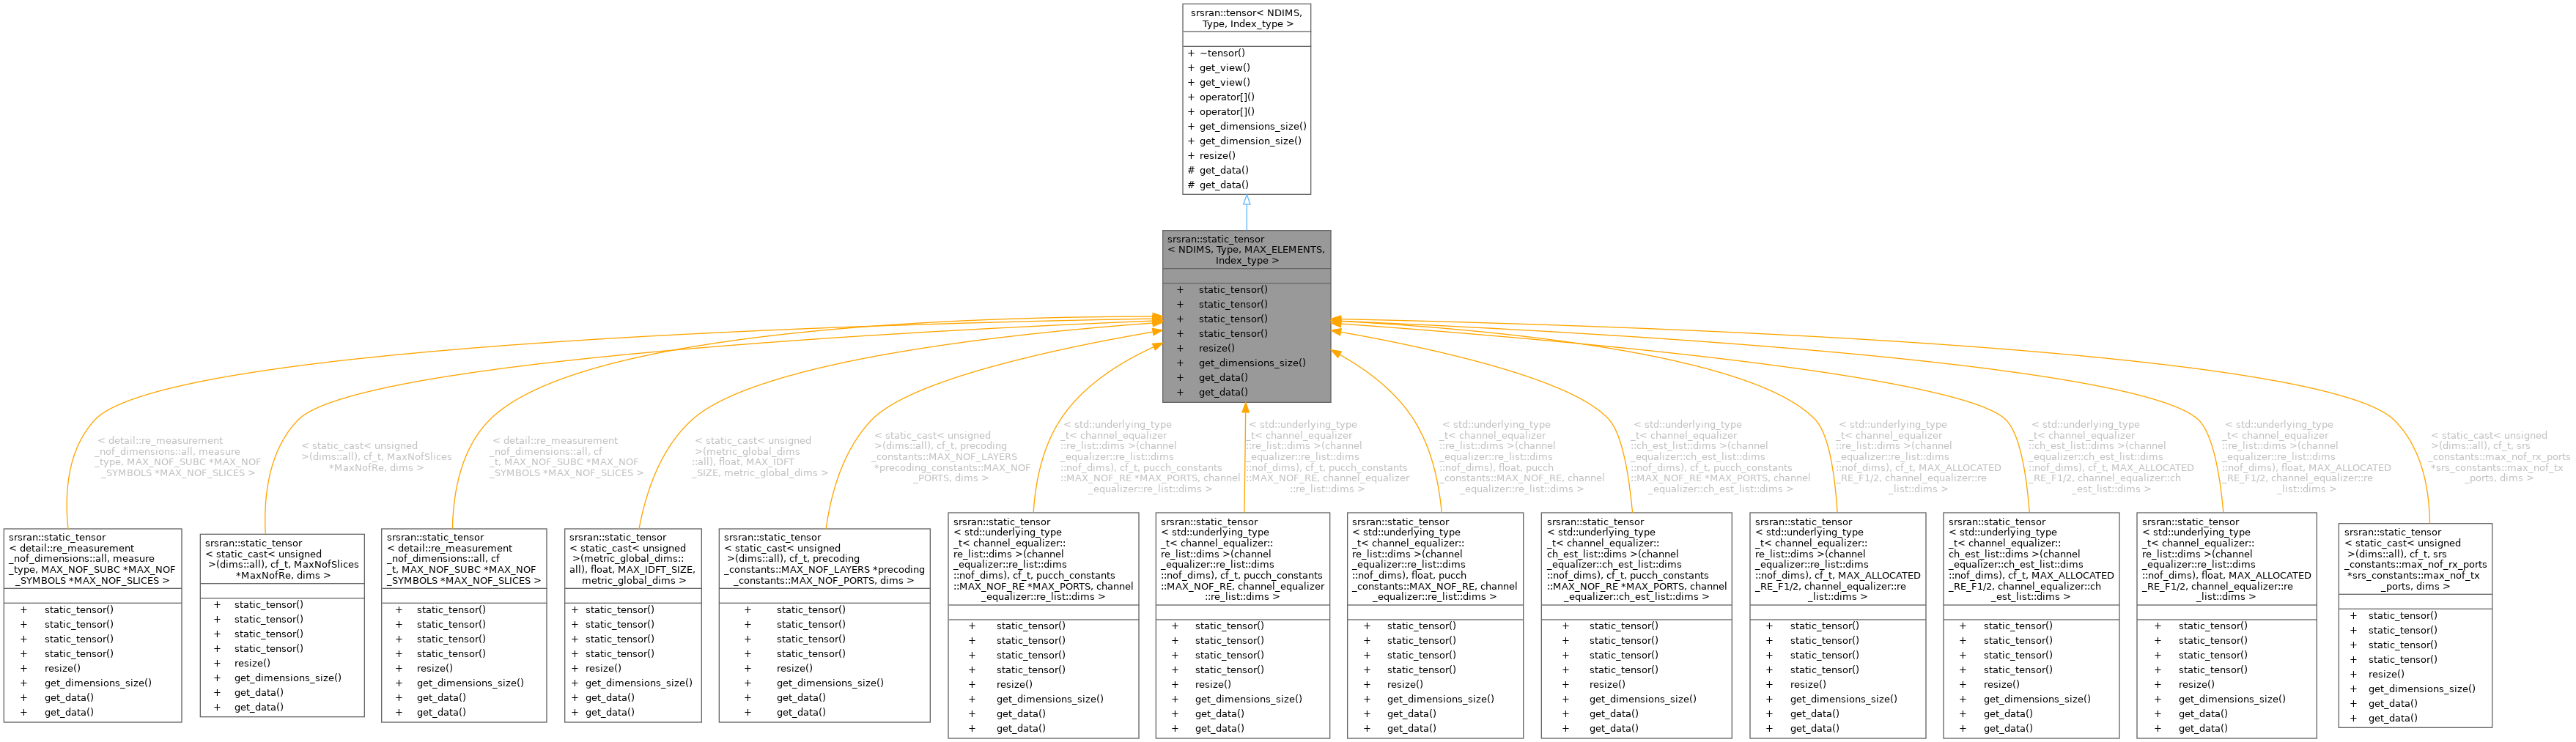 srsran::tensor< NDIMS,
Type, Index_type >
+ ~tensor()
+ get_view()
+ get_view()
+ operator[]()
+ operator[]()
+ get_dimensions_size()
+ get_dimension_size()
+ resize()
# get_data()
# get_data()
srsran::static_tensor
< NDIMS, Type, MAX_ELEMENTS,
Index_type >
+ static_tensor()
+ static_tensor()
+ static_tensor()
+ static_tensor()
+ resize()
+ get_dimensions_size()
+ get_data()
+ get_data()
< detail::re_measurement
_nof_dimensions::all, measure
_type, MAX_NOF_SUBC *MAX_NOF
_SYMBOLS *MAX_NOF_SLICES >
< static_cast< unsigned
>(dims::all), cf_t, MaxNofSlices
*MaxNofRe, dims >
< detail::re_measurement
_nof_dimensions::all, cf
_t, MAX_NOF_SUBC *MAX_NOF
_SYMBOLS *MAX_NOF_SLICES >
< static_cast< unsigned
>(metric_global_dims
::all), float, MAX_IDFT
_SIZE, metric_global_dims >
< static_cast< unsigned
>(dims::all), cf_t, precoding
_constants::MAX_NOF_LAYERS
*precoding_constants::MAX_NOF
_PORTS, dims >
< std::underlying_type
_t< channel_equalizer
::re_list::dims >(channel
_equalizer::re_list::dims
::nof_dims), cf_t, pucch_constants
::MAX_NOF_RE *MAX_PORTS, channel
_equalizer::re_list::dims >
< std::underlying_type
_t< channel_equalizer::
re_list::dims >(channel
_equalizer::re_list::dims
::nof_dims), cf_t, pucch_constants
::MAX_NOF_RE, channel_equalizer
::re_list::dims >
< std::underlying_type
_t< channel_equalizer::
re_list::dims >(channel
_equalizer::re_list::dims
::nof_dims), float, pucch
_constants::MAX_NOF_RE, channel
_equalizer::re_list::dims >
< std::underlying_type
_t< channel_equalizer::
ch_est_list::dims >(channel
_equalizer::ch_est_list::dims
::nof_dims), cf_t, pucch_constants
::MAX_NOF_RE *MAX_PORTS, channel
_equalizer::ch_est_list::dims >
< std::underlying_type
_t< channel_equalizer
::re_list::dims >(channel
_equalizer::re_list::dims
::nof_dims), cf_t, MAX_ALLOCATED
_RE_F1/2, channel_equalizer::re
_list::dims >
< std::underlying_type
_t< channel_equalizer
::ch_est_list::dims >(channel
_equalizer::ch_est_list::dims
::nof_dims), cf_t, MAX_ALLOCATED
_RE_F1/2, channel_equalizer::ch
_est_list::dims >
< std::underlying_type
_t< channel_equalizer::
re_list::dims >(channel
_equalizer::re_list::dims
::nof_dims), float, MAX_ALLOCATED
_RE_F1/2, channel_equalizer::re
_list::dims >
< static_cast< unsigned
>(dims::all), cf_t, srs
_constants::max_nof_rx_ports
*srs_constants::max_nof_tx
_ports, dims >
srsran::static_tensor
< detail::re_measurement
_nof_dimensions::all, measure
_type, MAX_NOF_SUBC *MAX_NOF
_SYMBOLS *MAX_NOF_SLICES >
+ static_tensor()
+ static_tensor()
+ static_tensor()
+ static_tensor()
+ resize()
+ get_dimensions_size()
+ get_data()
+ get_data()
srsran::static_tensor
< static_cast< unsigned
>(dims::all), cf_t, MaxNofSlices
*MaxNofRe, dims >
+ static_tensor()
+ static_tensor()
+ static_tensor()
+ static_tensor()
+ resize()
+ get_dimensions_size()
+ get_data()
+ get_data()
srsran::static_tensor
< detail::re_measurement
_nof_dimensions::all, cf
_t, MAX_NOF_SUBC *MAX_NOF
_SYMBOLS *MAX_NOF_SLICES >
+ static_tensor()
+ static_tensor()
+ static_tensor()
+ static_tensor()
+ resize()
+ get_dimensions_size()
+ get_data()
+ get_data()
srsran::static_tensor
< static_cast< unsigned
>(metric_global_dims::
all), float, MAX_IDFT_SIZE,
metric_global_dims >
+ static_tensor()
+ static_tensor()
+ static_tensor()
+ static_tensor()
+ resize()
+ get_dimensions_size()
+ get_data()
+ get_data()
srsran::static_tensor
< static_cast< unsigned
>(dims::all), cf_t, precoding
_constants::MAX_NOF_LAYERS *precoding
_constants::MAX_NOF_PORTS, dims >
+ static_tensor()
+ static_tensor()
+ static_tensor()
+ static_tensor()
+ resize()
+ get_dimensions_size()
+ get_data()
+ get_data()
srsran::static_tensor
< std::underlying_type
_t< channel_equalizer::
re_list::dims >(channel
_equalizer::re_list::dims
::nof_dims), cf_t, pucch_constants
::MAX_NOF_RE *MAX_PORTS, channel
_equalizer::re_list::dims >
+ static_tensor()
+ static_tensor()
+ static_tensor()
+ static_tensor()
+ resize()
+ get_dimensions_size()
+ get_data()
+ get_data()
srsran::static_tensor
< std::underlying_type
_t< channel_equalizer::
re_list::dims >(channel
_equalizer::re_list::dims
::nof_dims), cf_t, pucch_constants
::MAX_NOF_RE, channel_equalizer
::re_list::dims >
+ static_tensor()
+ static_tensor()
+ static_tensor()
+ static_tensor()
+ resize()
+ get_dimensions_size()
+ get_data()
+ get_data()
srsran::static_tensor
< std::underlying_type
_t< channel_equalizer::
re_list::dims >(channel
_equalizer::re_list::dims
::nof_dims), float, pucch
_constants::MAX_NOF_RE, channel
_equalizer::re_list::dims >
+ static_tensor()
+ static_tensor()
+ static_tensor()
+ static_tensor()
+ resize()
+ get_dimensions_size()
+ get_data()
+ get_data()
srsran::static_tensor
< std::underlying_type
_t< channel_equalizer::
ch_est_list::dims >(channel
_equalizer::ch_est_list::dims
::nof_dims), cf_t, pucch_constants
::MAX_NOF_RE *MAX_PORTS, channel
_equalizer::ch_est_list::dims >
+ static_tensor()
+ static_tensor()
+ static_tensor()
+ static_tensor()
+ resize()
+ get_dimensions_size()
+ get_data()
+ get_data()
srsran::static_tensor
< std::underlying_type
_t< channel_equalizer::
re_list::dims >(channel
_equalizer::re_list::dims
::nof_dims), cf_t, MAX_ALLOCATED
_RE_F1/2, channel_equalizer::re
_list::dims >
+ static_tensor()
+ static_tensor()
+ static_tensor()
+ static_tensor()
+ resize()
+ get_dimensions_size()
+ get_data()
+ get_data()
srsran::static_tensor
< std::underlying_type
_t< channel_equalizer::
ch_est_list::dims >(channel
_equalizer::ch_est_list::dims
::nof_dims), cf_t, MAX_ALLOCATED
_RE_F1/2, channel_equalizer::ch
_est_list::dims >
+ static_tensor()
+ static_tensor()
+ static_tensor()
+ static_tensor()
+ resize()
+ get_dimensions_size()
+ get_data()
+ get_data()
srsran::static_tensor
< std::underlying_type
_t< channel_equalizer::
re_list::dims >(channel
_equalizer::re_list::dims
::nof_dims), float, MAX_ALLOCATED
_RE_F1/2, channel_equalizer::re
_list::dims >
+ static_tensor()
+ static_tensor()
+ static_tensor()
+ static_tensor()
+ resize()
+ get_dimensions_size()
+ get_data()
+ get_data()
srsran::static_tensor
< static_cast< unsigned
>(dims::all), cf_t, srs
_constants::max_nof_rx_ports
*srs_constants::max_nof_tx
_ports, dims >
+ static_tensor()
+ static_tensor()
+ static_tensor()
+ static_tensor()
+ resize()
+ get_dimensions_size()
+ get_data()
+ get_data()